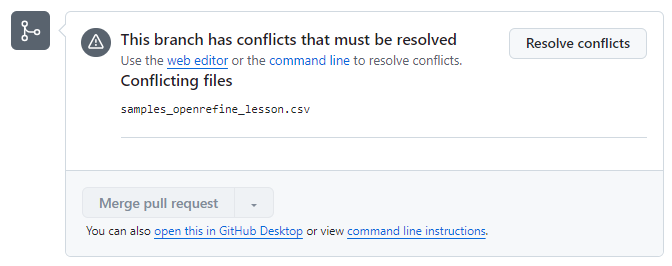 This branch has conflicts that must be resolved
Resolve conflicts
Use the web editor or the command line to resolve conflicts.
Conflicting files
samples_openrefine_lesson.csv
Merge pull request
You can also open this in GitHub Desktop or view command line instructions.